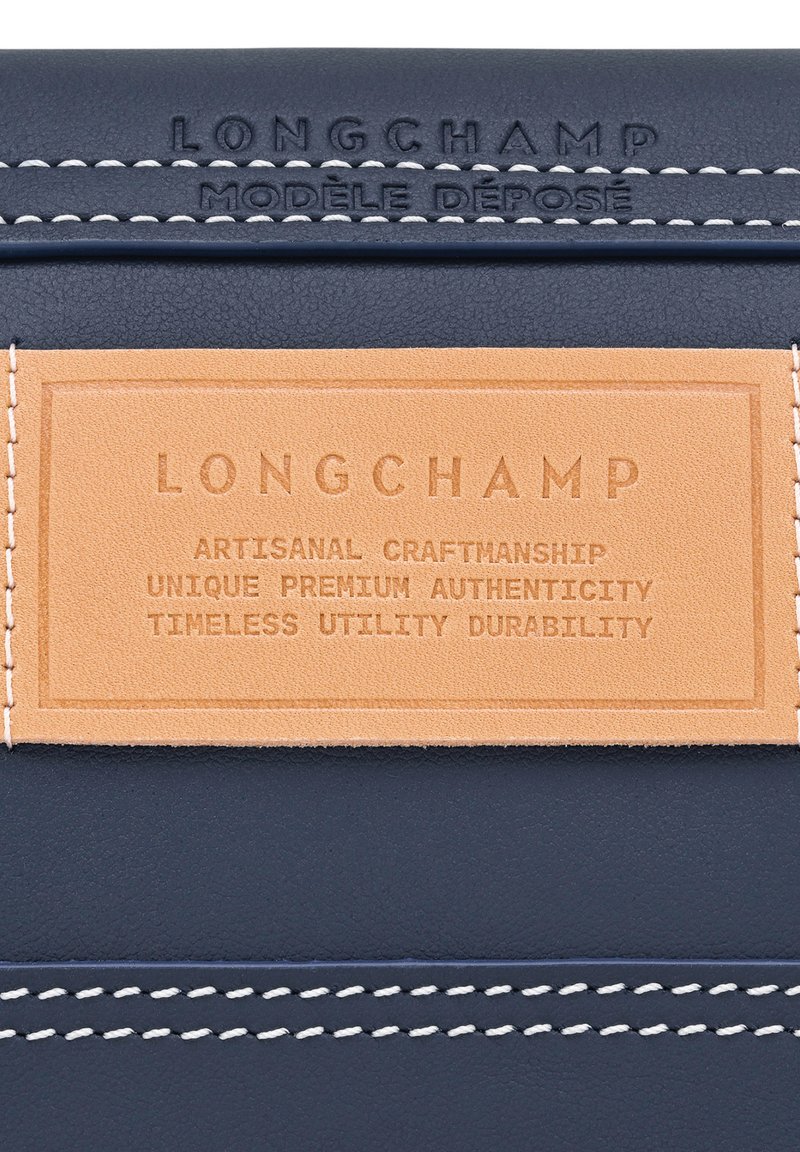 LONGCHAMP
MODÈLE DÉPOSÉ
LONGCHAMP
ARTISANAL CRAFTMANSHIP
UNIQUE PREMIUM AUTHENTICITY
TIMELESS UTILITY DURABILITY